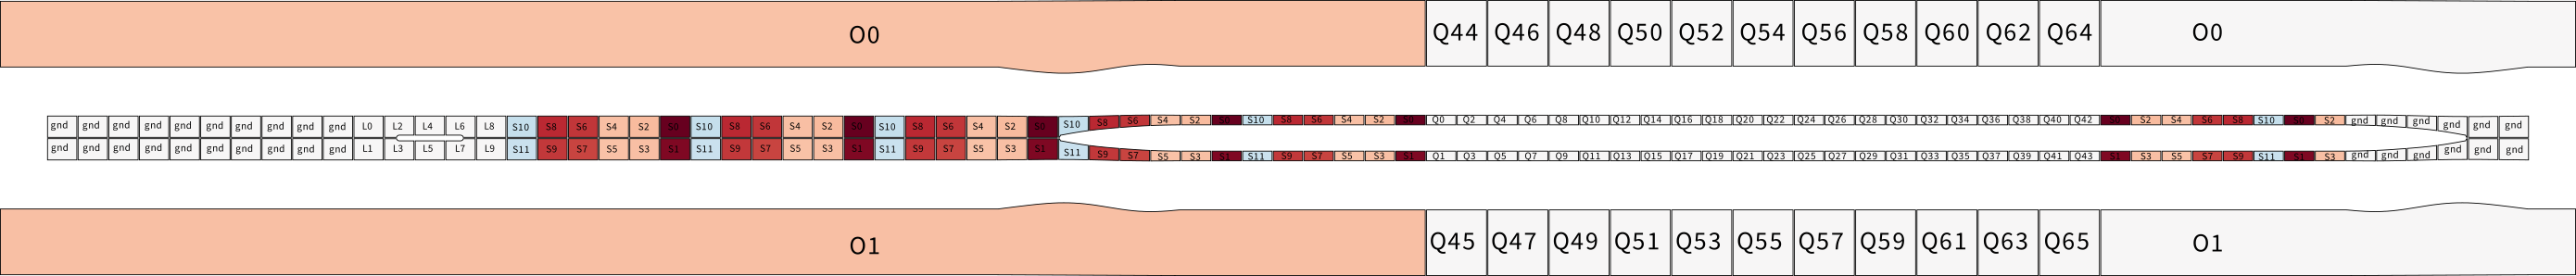 O0 Q44 Q46 Q48 Q50 Q52 Q54 Q56 Q58 Q60 Q62 Q64 O0
gnd gnd gnd gnd gnd gnd gnd gnd gnd gnd L0 L2 L4 L6 L8 S10 S8 S6 S4 S2 S0 S10 S8 S6 S4 S2 S0 S10 S8 S6 S4 S2 S0 S10 S8 S6 S4 S2 S0 S10 S8 S6 S4 S2 S0 Q0 Q2 Q4 Q6 Q8 Q10 Q12 Q14 Q16 Q18 Q20 Q22 Q24 Q26 Q28 Q30 Q32 Q34 Q36 Q38 Q40 Q42 S0 S2 S4 S6 S8 S10 S0 S2 gnd gnd gnd gnd gnd gnd
gnd gnd gnd gnd gnd gnd gnd gnd gnd gnd L1 L3 L5 L7 L9 S11 S9 S7 S5 S3 S1 S11 S9 S7 S5 S3 S1 S11 S9 S7 S5 S3 S1 S11 S9 S7 S5 S3 S1 S11 S9 S7 S5 S3 S1 Q1 Q3 Q5 Q7 Q9 Q11 Q13 Q15 Q17 Q19 Q21 Q23 Q25 Q27 Q29 Q31 Q33 Q35 Q37 Q39 Q41 Q43 S1 S3 S5 S7 S9 S11 S1 S3 gnd gnd gnd gnd gnd gnd
O1 Q45 Q47 Q49 Q51 Q53 Q55 Q57 Q59 Q61 Q63 Q65 O1